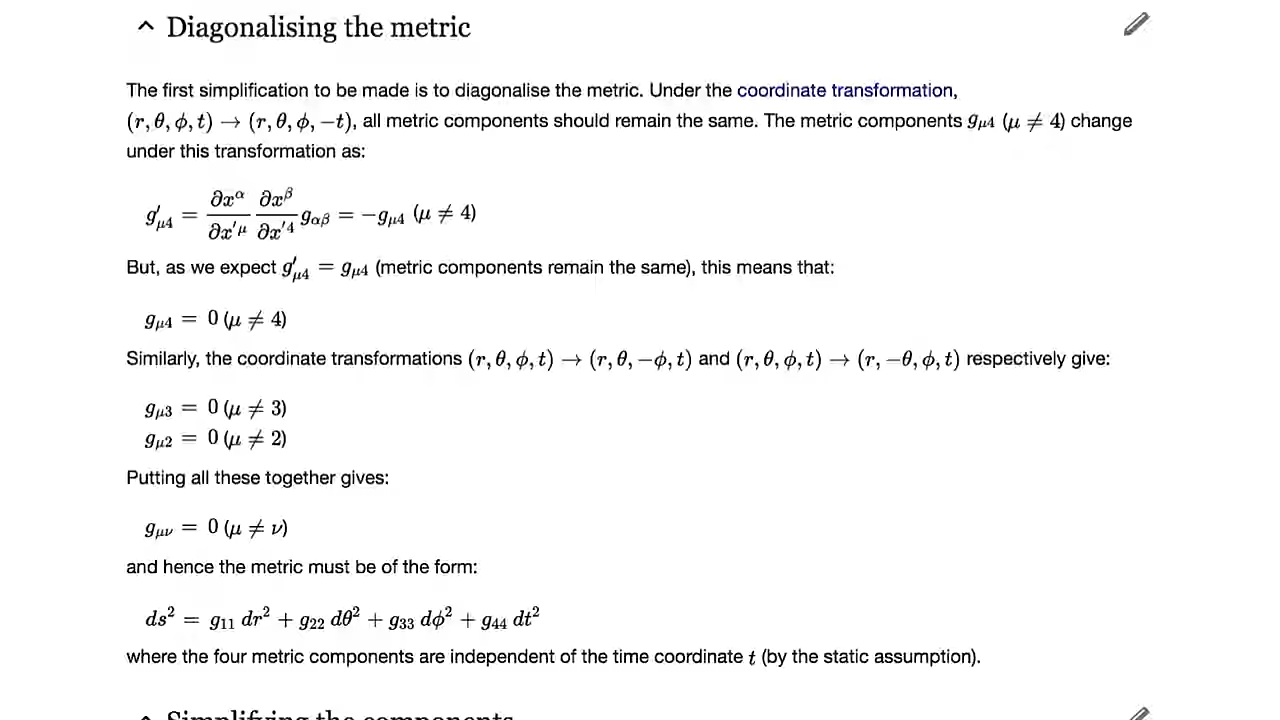 Diagonalising the metric
The first simplification to be made is to diagonalise the metric. Under the coordinate transformation,
(r, θ, ϕ, t) → (r, θ, ϕ, −t), all metric components should remain the same. The metric components g_{μ4} (μ ≠ 4) change
under this transformation as:
g′_{μ4} = \frac{∂x^α}{∂x′^μ} \frac{∂x^β}{∂x′^4} g_{αβ} = −g_{μ4} (μ ≠ 4)
But, as we expect g′_{μ4} = g_{μ4} (metric components remain the same), this means that:
g_{μ4} = 0 (μ ≠ 4)
Similarly, the coordinate transformations (r, θ, ϕ, t) → (r, θ, −ϕ, t) and (r, θ, ϕ, t) → (r, −θ, ϕ, t) respectively give:
g_{μ3} = 0 (μ ≠ 3)
g_{μ2} = 0 (μ ≠ 2)
Putting all these together gives:
g_{μν} = 0 (μ ≠ ν)
and hence the metric must be of the form:
ds² = g_{11} dr² + g_{22} dθ² + g_{33} dϕ² + g_{44} dt²
where the four metric components are independent of the time coordinate t (by the static assumption).
Simplifying the components